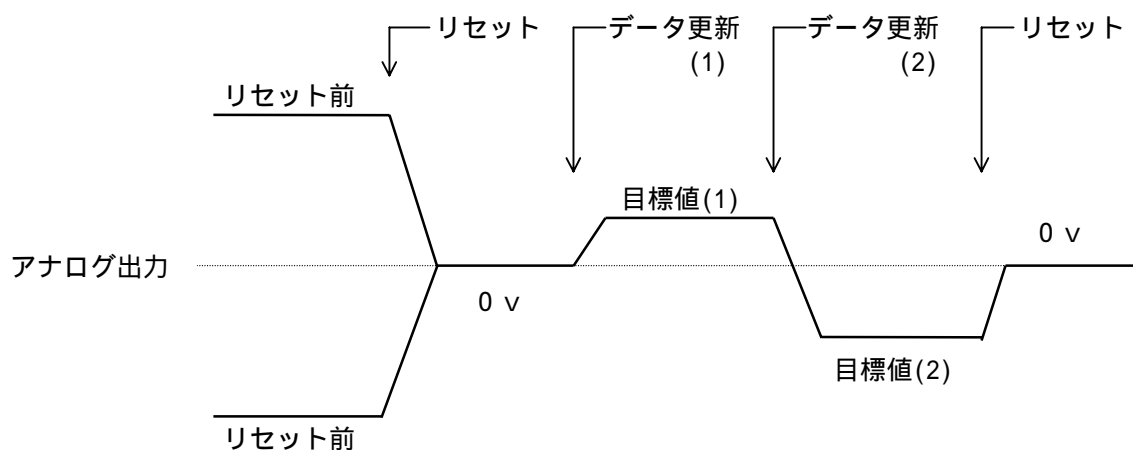 リセット
データ更新
(1)
データ更新
(2)
リセット
リセット前
目標値(1)
0 v
アナログ出力
0 v
目標値(2)
リセット前